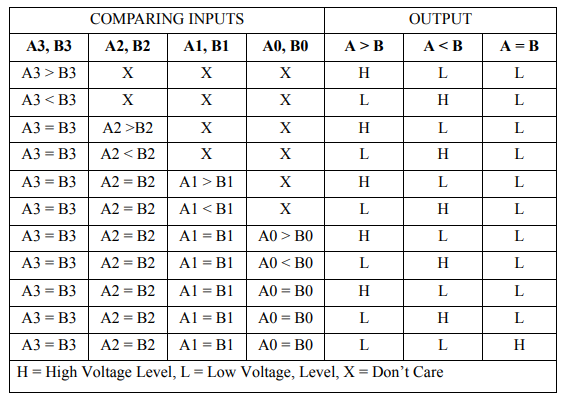 COMPARING INPUTS OUTPUT
A3, B3 A2, B2 A1, B1 A0, B0 A > B A < B A = B
A3 > B3 X X X H L L
A3 < B3 X X X L H L
A3 = B3 A2 >B2 X X H L L
A3 = B3 A2 < B2 X X L H L
A3 = B3 A2 = B2 A1 > B1 X H L L
A3 = B3 A2 = B2 A1 < B1 X L H L
A3 = B3 A2 = B2 A1 = B1 A0 > B0 H L L
A3 = B3 A2 = B2 A1 = B1 A0 < B0 L H L
A3 = B3 A2 = B2 A1 = B1 A0 = B0 H L L
A3 = B3 A2 = B2 A1 = B1 A0 = B0 L H L
A3 = B3 A2 = B2 A1 = B1 A0 = B0 L L H
H = High Voltage Level, L = Low Voltage, Level, X = Don’t Care